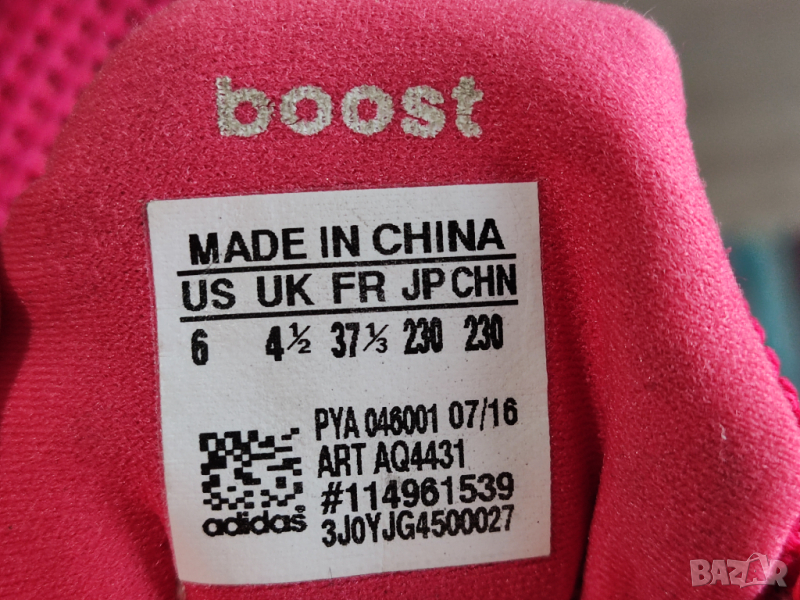 boost
MADE IN CHINA
US UK FR JP CHN
6 4½ 37⅓ 230 230
PYA 046001 07/16
ART AQ4431
#114961539
adidas
3J0YJG4500027
BAZAR